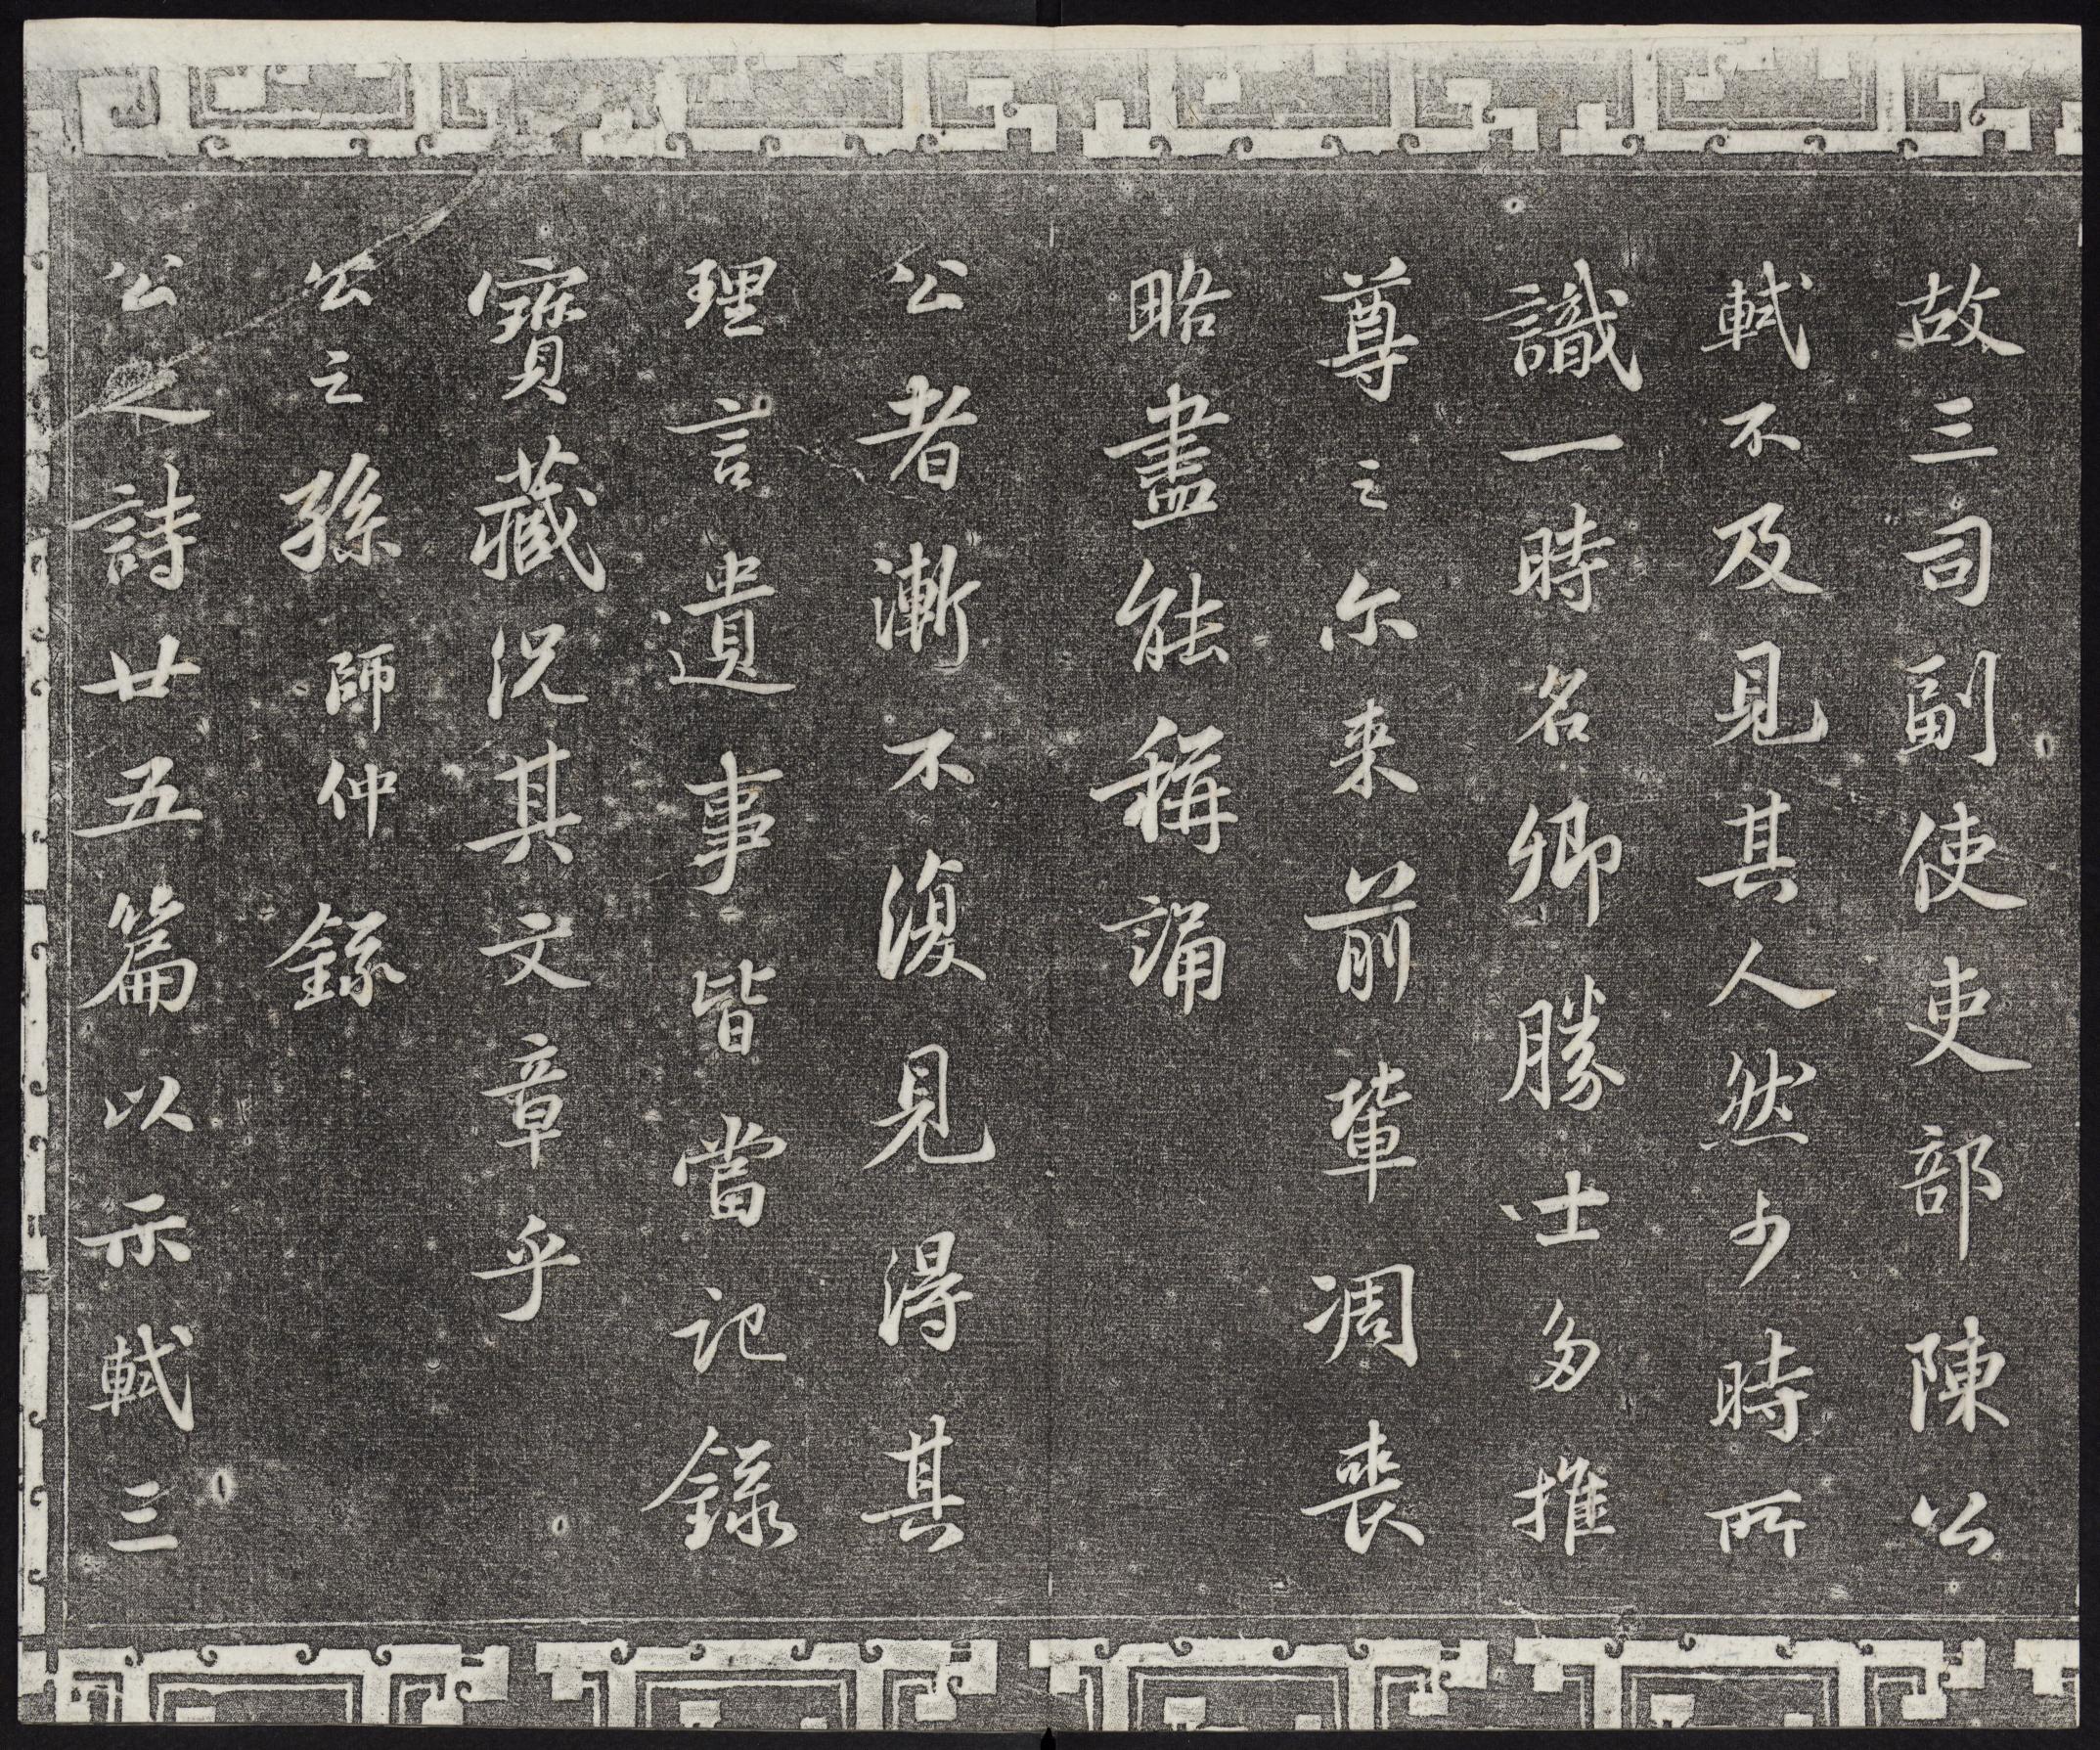 故三司副使吏部陳公
軾不及見其人然少時所
識一時名卿勝士多推
尊之尒来前輩凋喪
略盡能稱誦
公者漸不復見得其
理言遺事皆當記錄
寶藏況其文章乎
公之孫師仲錄
公之詩廿五篇以示軾三